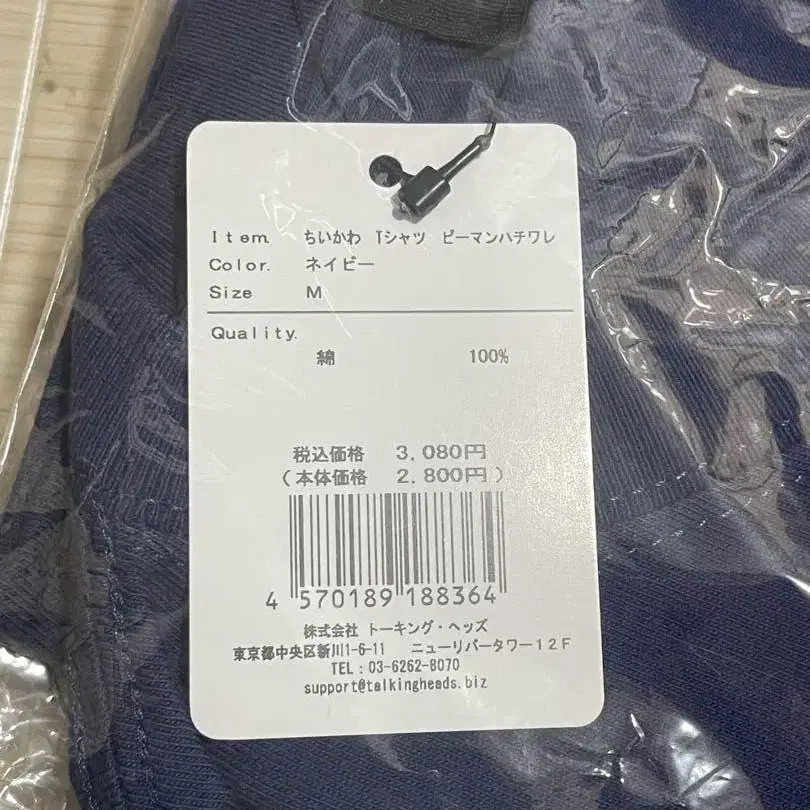 Item. ちいかわ Tシャツ ピーマンハチワレ
Color. ネイビー
Size M
Quality.
綿 100%
税込価格 3,080円
(本体価格 2,800円)
4 570189 188364
株式会社 トーキング・ヘッズ
東京都中央区新川1-6-11 ニューリバータワー12F
TEL:03-6262-8070
support@talkingheads.biz